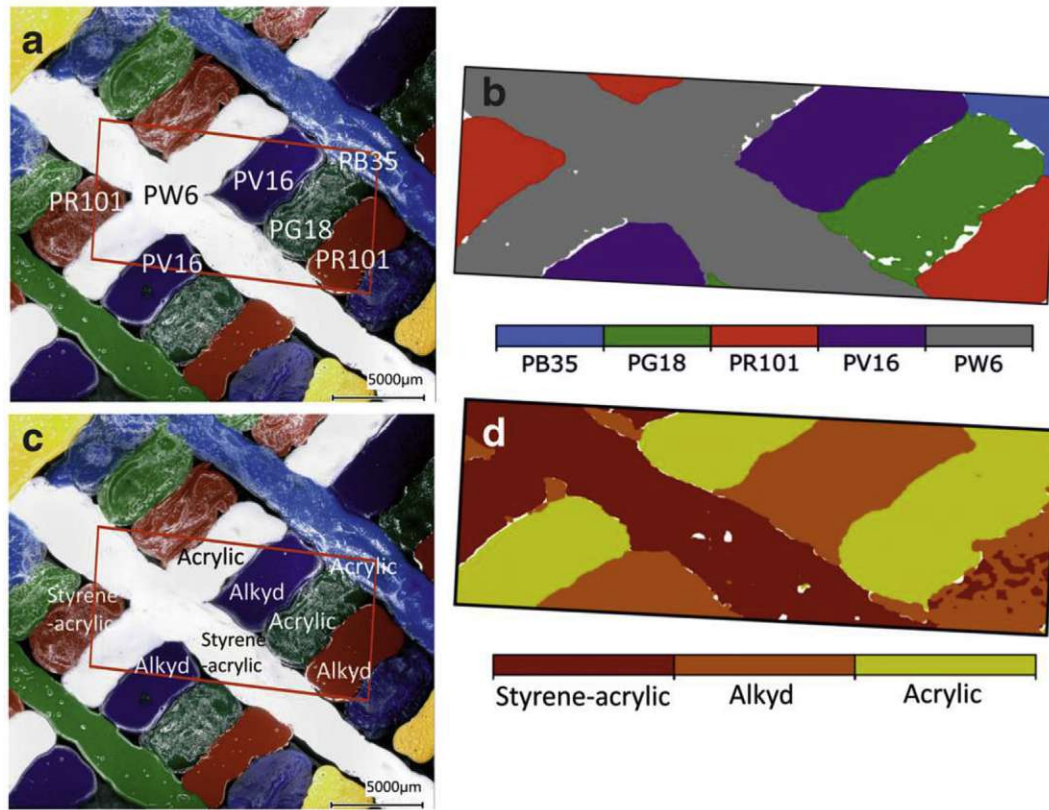 a
PB35
PW6
PV16
PR101
PG18
PV16
PR101
5000µm
b
PB35 PG18 PR101 PV16 PW6
c
Acrylic
Acrylic
Styrene
-acrylic
Alkyd
Acrylic
Styrene
-acrylic
Alkyd
Alkyd
5000µm
d
Styrene-acrylic Alkyd Acrylic